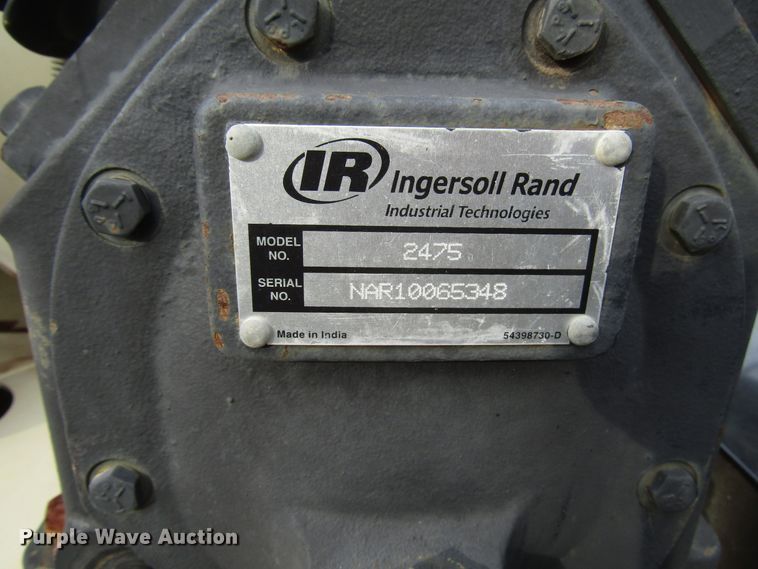 IR Ingersoll Rand
Industrial Technologies
MODEL NO. 2475
SERIAL NO. NAR10065348
Made in India 54398730-D
Purple Wave Auction